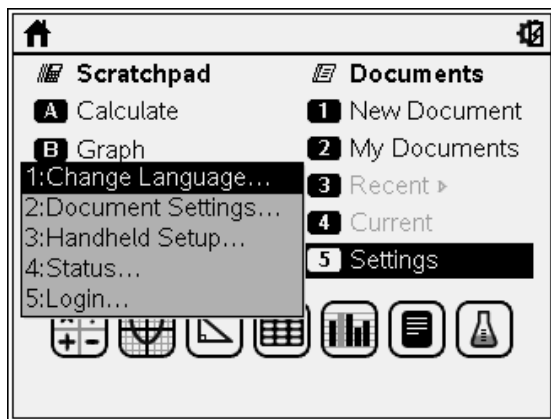 Scratchpad
A Calculate
B Graph
Documents
1 New Document
2 My Documents
3 Recent ▶
4 Current
5 Settings
1:Change Language...
2:Document Settings...
3:Handheld Setup...
4:Status...
5:Login...